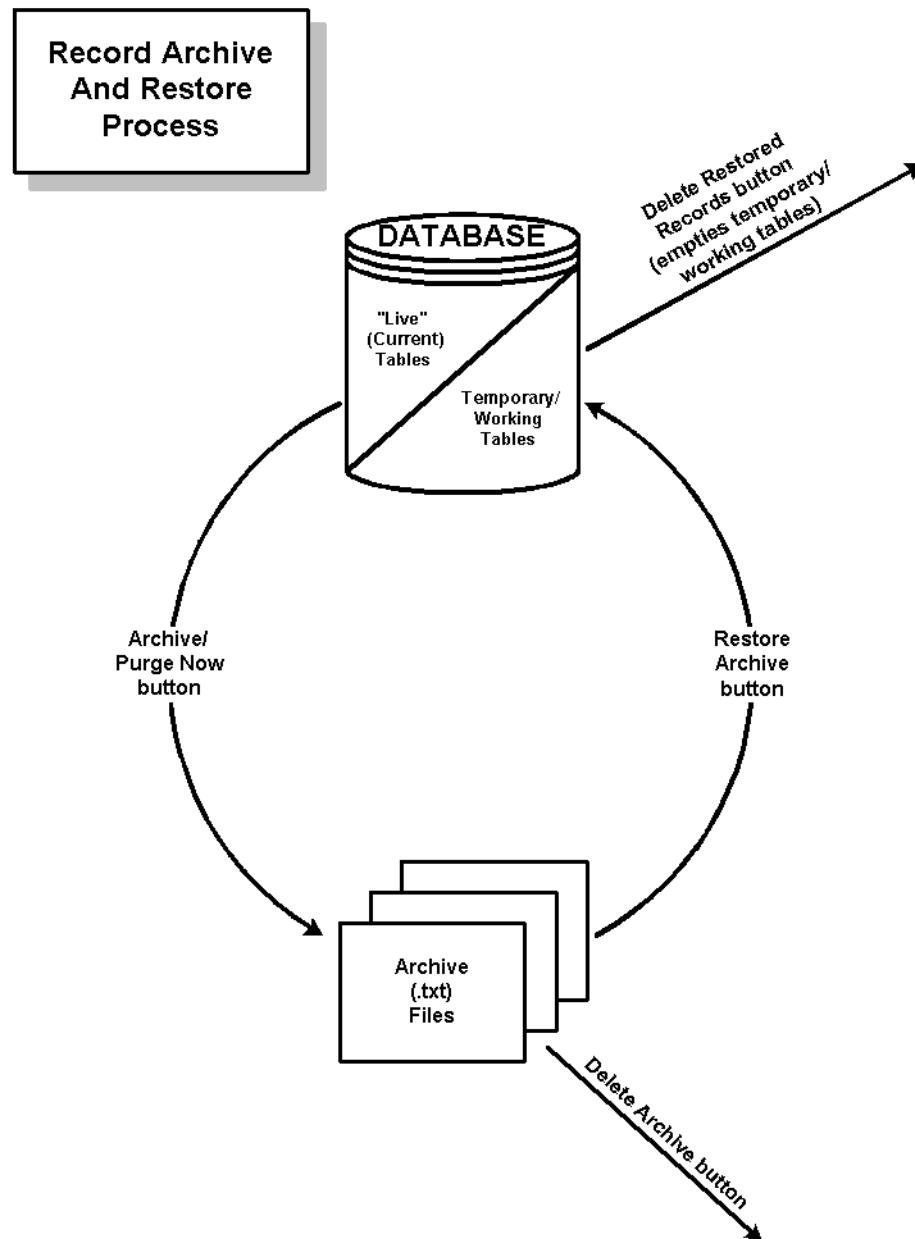 Record Archive
And Restore
Process
Delete Restored
Records button
(empties temporary/
working tables)
DATABASE
"Live"
(Current)
Tables
Temporary/
Working
Tables
Archive/
Purge Now
button
Restore
Archive
button
Archive
(.txt)
Files
Delete Archive button